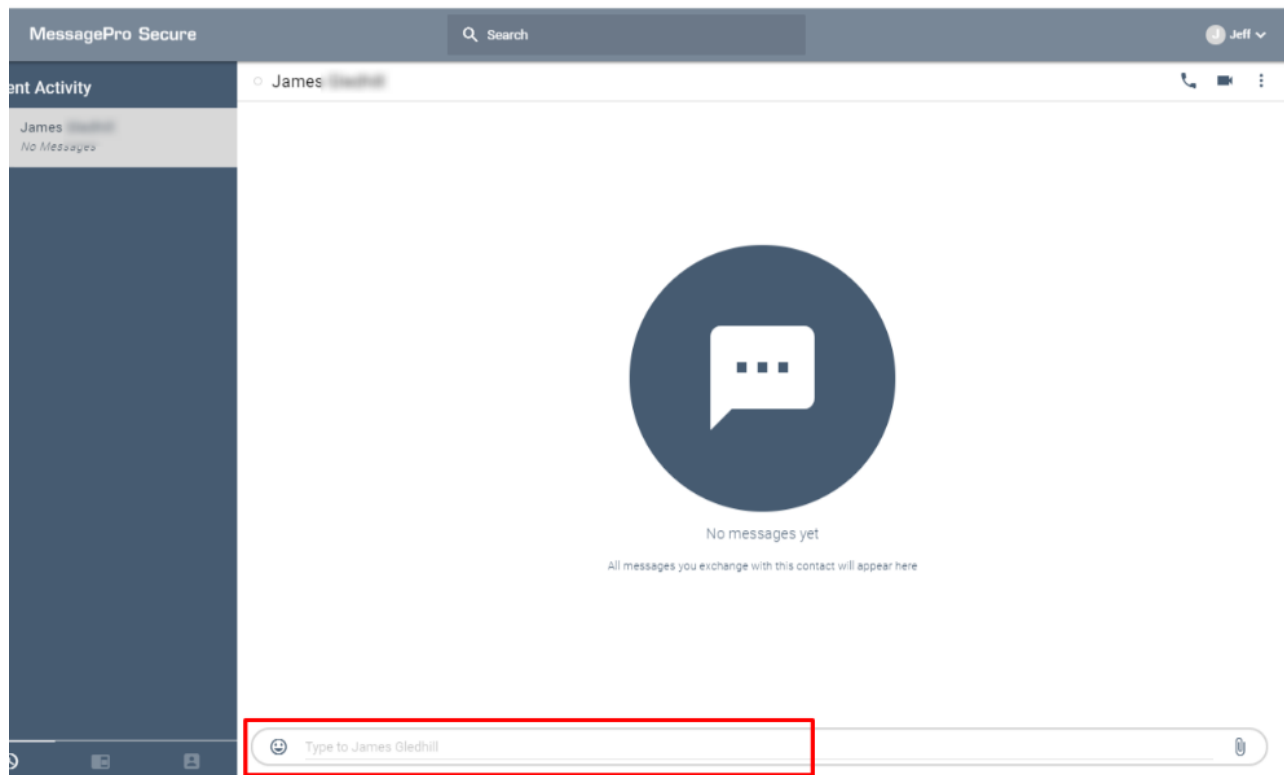 MessagePro Secure
Search
J Jeff
ent Activity
James
James
No Messages
No messages yet
All messages you exchange with this contact will appear here
Type to James Gledhill